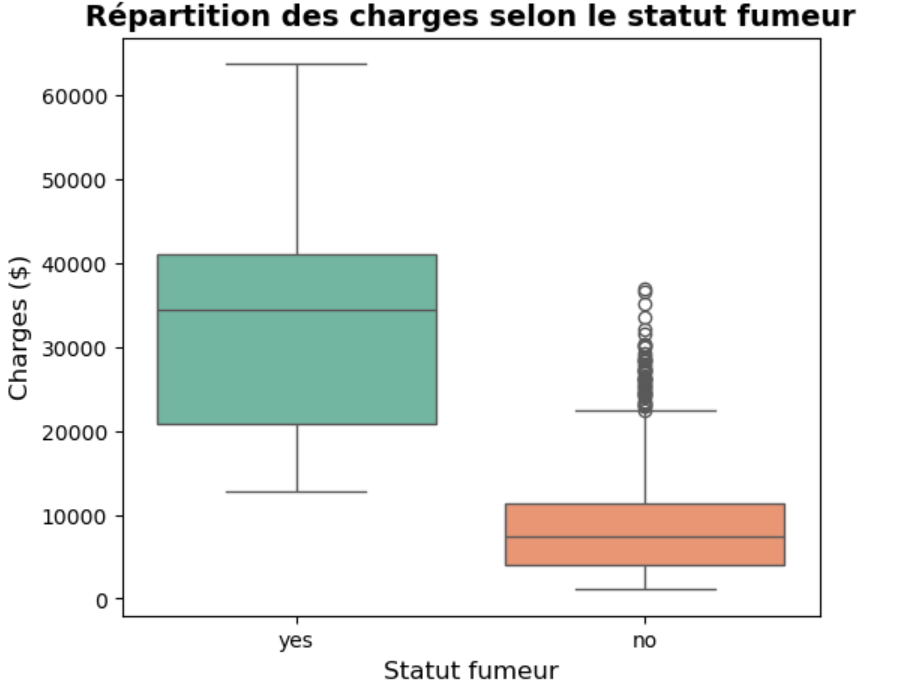 Répartition des charges selon le statut fumeur
Charges ($)
60000
50000
40000
30000
20000
10000
0
yes no
Statut fumeur